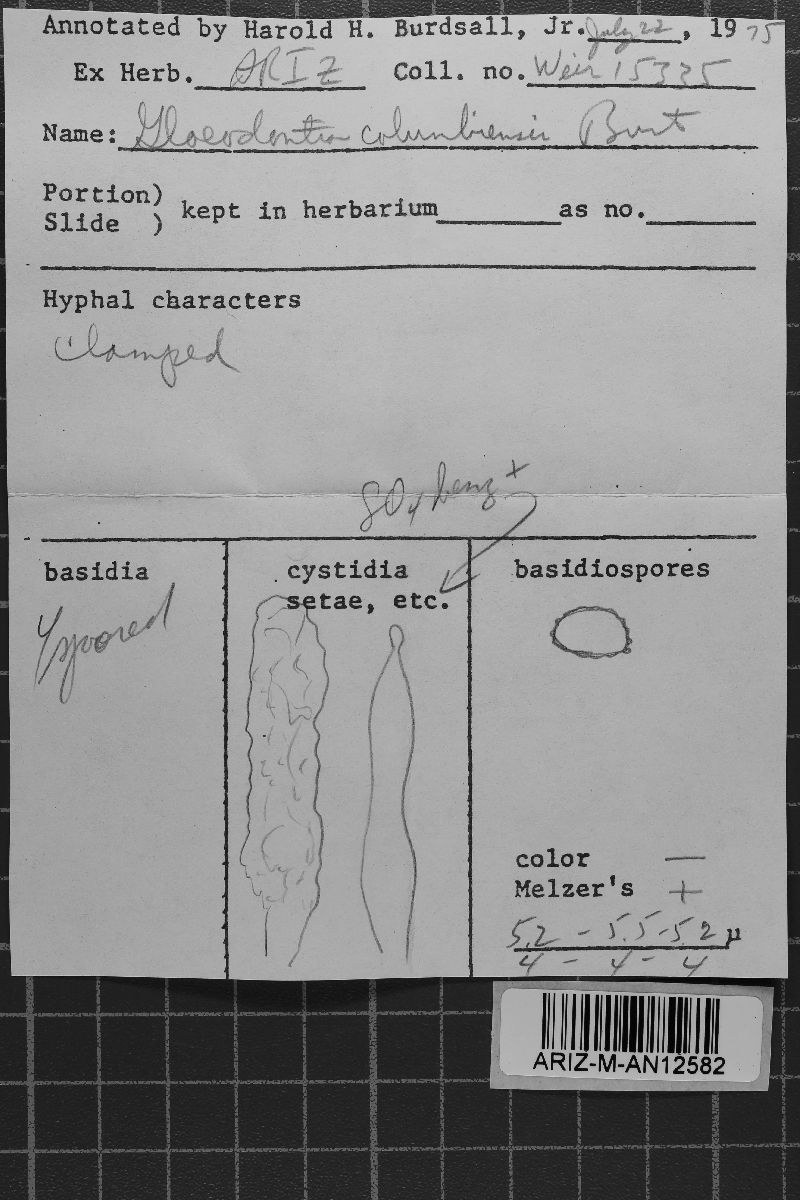 Annotated by Harold H. Burdsall, Jr. July 22, 1975
Ex Herb. ARIZ Coll. no. Weir 15335
Name: Gloeodontia columbiensis Burt
Portion)
Slide ) kept in herbarium as no.
Hyphal characters
Clamped
SO4 benz +
basidia
4 spored
cystidia
setae, etc.
basidiospores
color —
Melzer's +
5.2 - 5.5 - 5.2 µ
4 - 4 - 4
ARIZ-M-AN12582